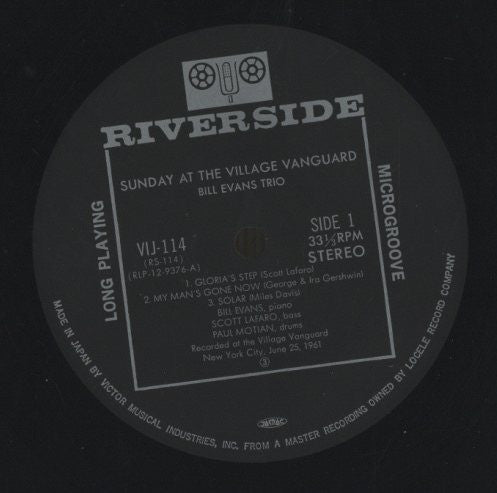 RIVERSIDE
SUNDAY AT THE VILLAGE VANGUARD
BILL EVANS TRIO
LONG PLAYING
MICROGROOVE
VIJ-114
(RS-114)
(RLP-12-9376-A)
SIDE 1
33⅓RPM
STEREO
1. GLORIA'S STEP (Scott Lafaro)
2. MY MAN'S GONE NOW (George & Ira Gershwin)
3. SOLAR (Miles Davis)
BILL EVANS, piano
SCOTT LAFARO, bass
PAUL MOTIAN, drums
Recorded at the Village Vanguard
New York City, June 25, 1961
3
JASRAC
MADE IN JAPAN BY VICTOR MUSICAL INDUSTRIES, INC. FROM A MASTER RECORDING OWNED BY LOCELE RECORD COMPANY